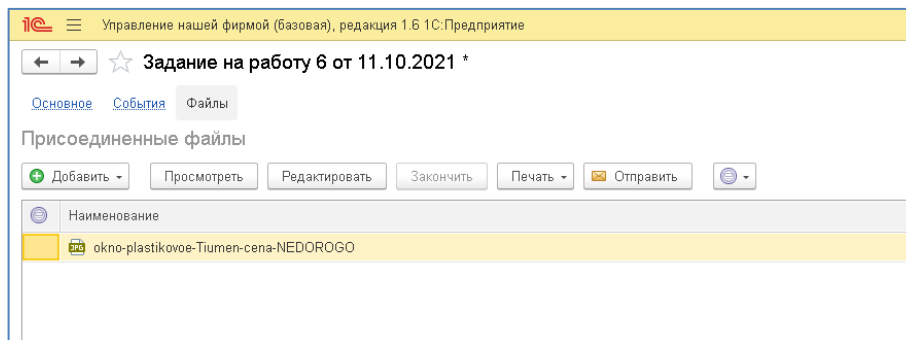 1С Управление нашей фирмой (базовая), редакция 1.6 1С:Предприятие
Задание на работу 6 от 11.10.2021 *
Основное События Файлы
Присоединенные файлы
Добавить Просмотреть Редактировать Закончить Печать Отправить
Наименование
JPG okno-plastikovoe-Tiumen-cena-NEDOROGO